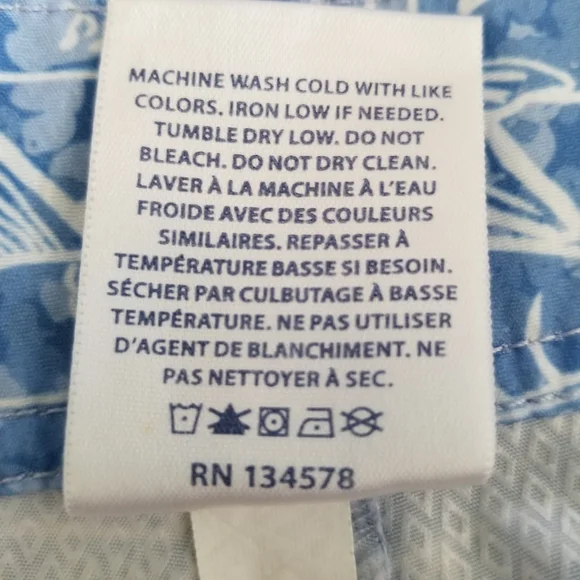 MACHINE WASH COLD WITH LIKE
COLORS. IRON LOW IF NEEDED.
TUMBLE DRY LOW. DO NOT
BLEACH. DO NOT DRY CLEAN.
LAVER À LA MACHINE À L'EAU
FROIDE AVEC DES COULEURS
SIMILAIRES. REPASSER À
TEMPÉRATURE BASSE SI BESOIN.
SÉCHER PAR CULBUTAGE À BASSE
TEMPÉRATURE. NE PAS UTILISER
D'AGENT DE BLANCHIMENT. NE
PAS NETTOYER À SEC.
RN 134578